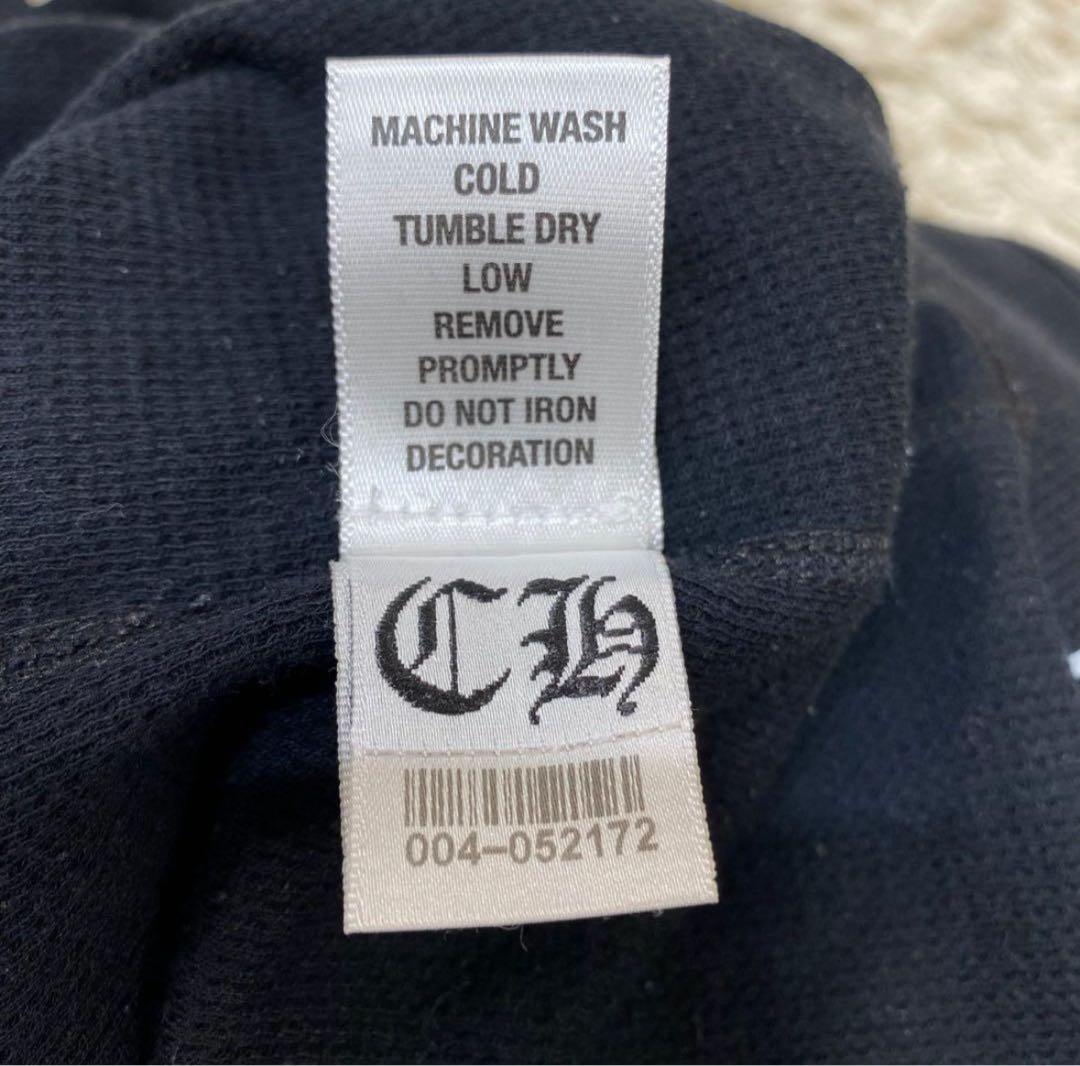 MACHINE WASH
COLD
TUMBLE DRY
LOW
REMOVE
PROMPTLY
DO NOT IRON
DECORATION
CH
004-052172